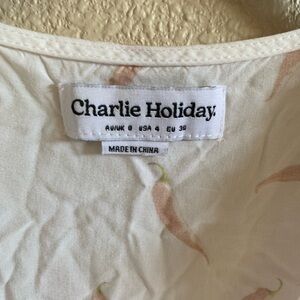 Charlie Holiday.
AU/UK 8 USA 4 EU 36
MADE IN CHINA